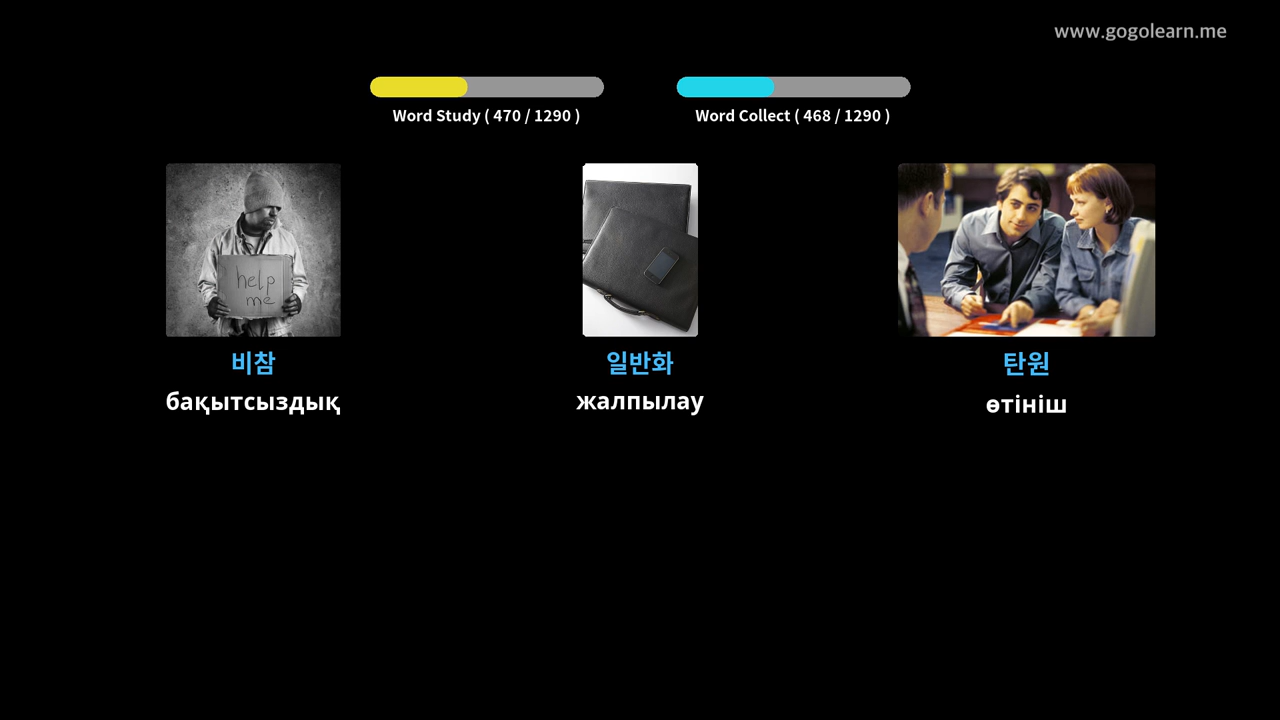 www.gogolearn.me
Word Study ( 470 / 1290 )
Word Collect ( 468 / 1290 )
help
me
비참
일반화
탄원
бақытсыздық
жалпылау
өтініш